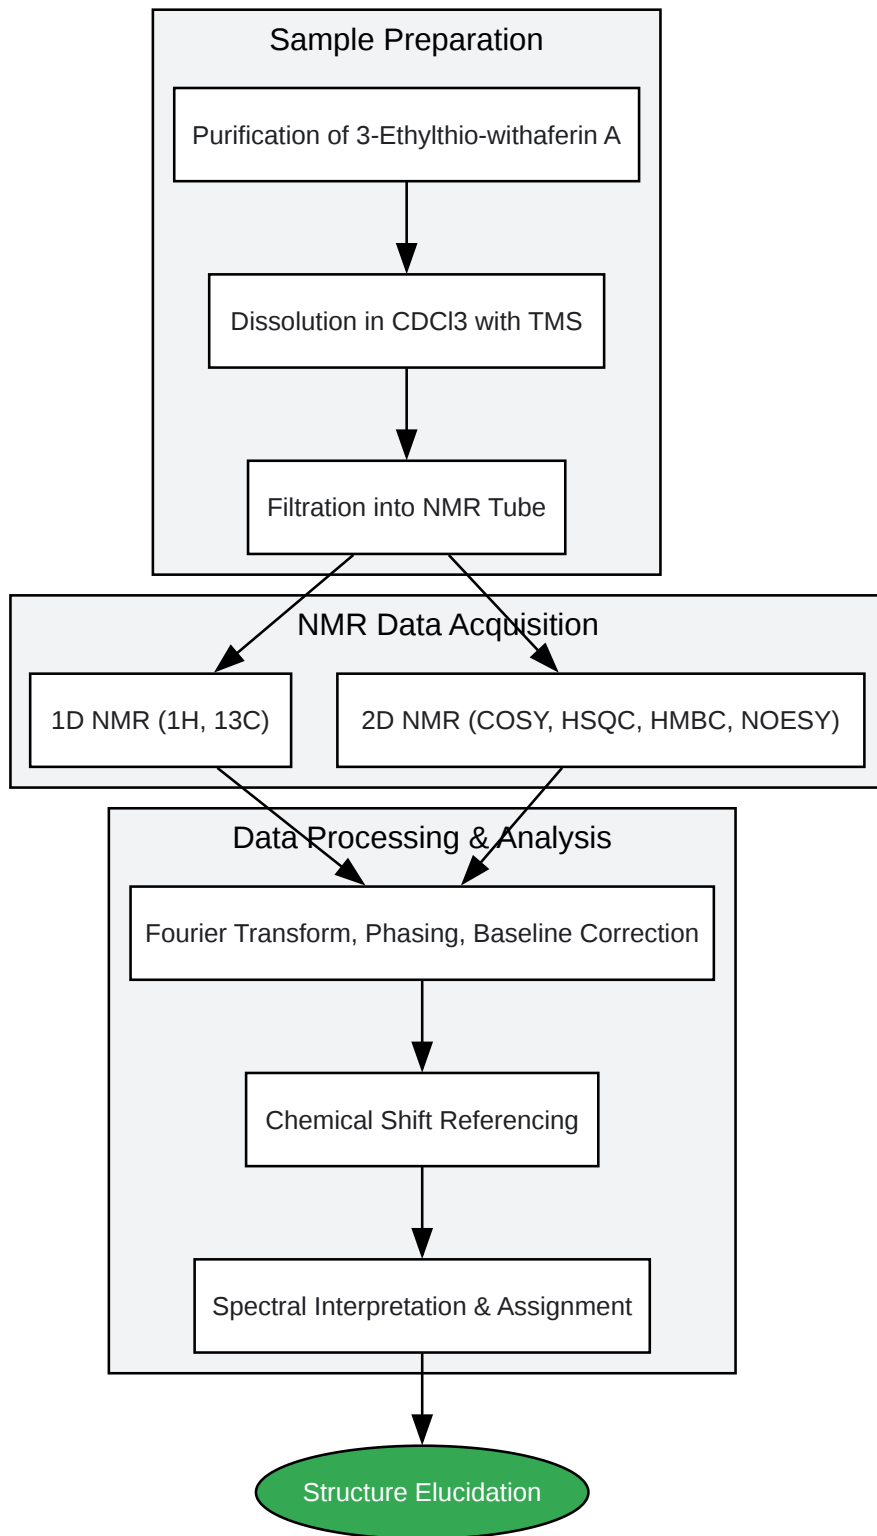 Sample Preparation
Purification of 3-Ethylthio-withaferin A
Dissolution in CDCl3 with TMS
Filtration into NMR Tube
NMR Data Acquisition
1D NMR (1H, 13C)
2D NMR (COSY, HSQC, HMBC, NOESY)
Data Processing & Analysis
Fourier Transform, Phasing, Baseline Correction
Chemical Shift Referencing
Spectral Interpretation & Assignment
Structure Elucidation